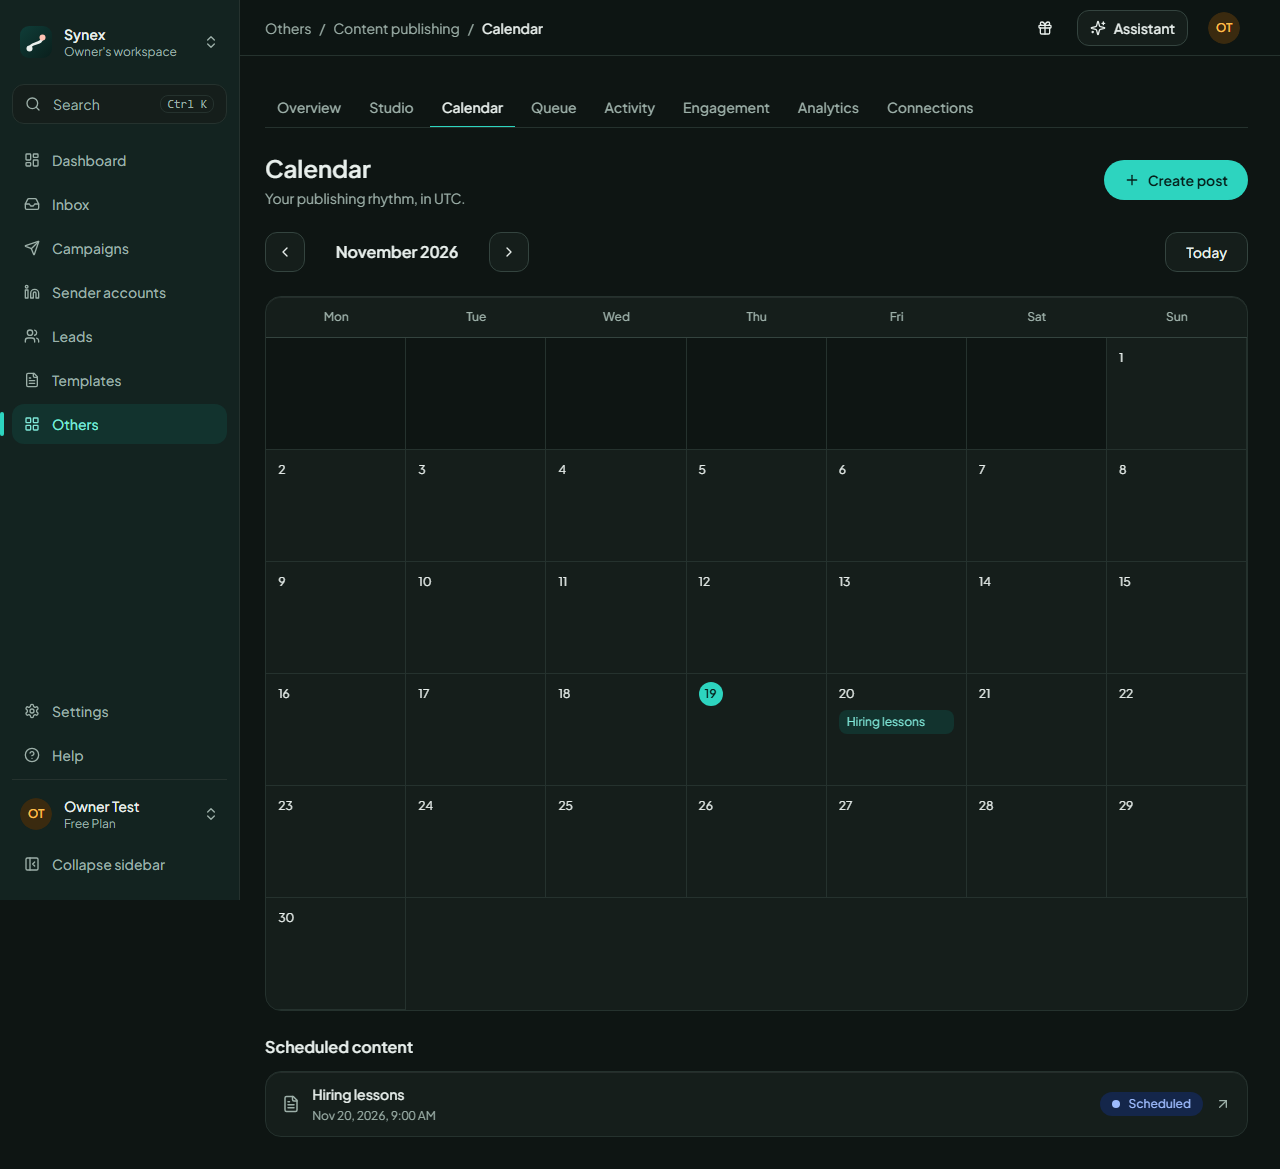 Synex
Owner's workspace
Search Ctrl K
Dashboard
Inbox
Campaigns
Sender accounts
Leads
Templates
Others
Settings
Help
OT Owner Test
Free Plan
Collapse sidebar
Others / Content publishing / Calendar
Assistant OT
Overview Studio Calendar Queue Activity Engagement Analytics Connections
Calendar
Your publishing rhythm, in UTC.
Create post
November 2026
Today
Mon Tue Wed Thu Fri Sat Sun
1
2 3 4 5 6 7 8
9 10 11 12 13 14 15
16 17 18 19 20 21 22
Hiring lessons
23 24 25 26 27 28 29
30
Scheduled content
Hiring lessons
Nov 20, 2026, 9:00 AM
Scheduled